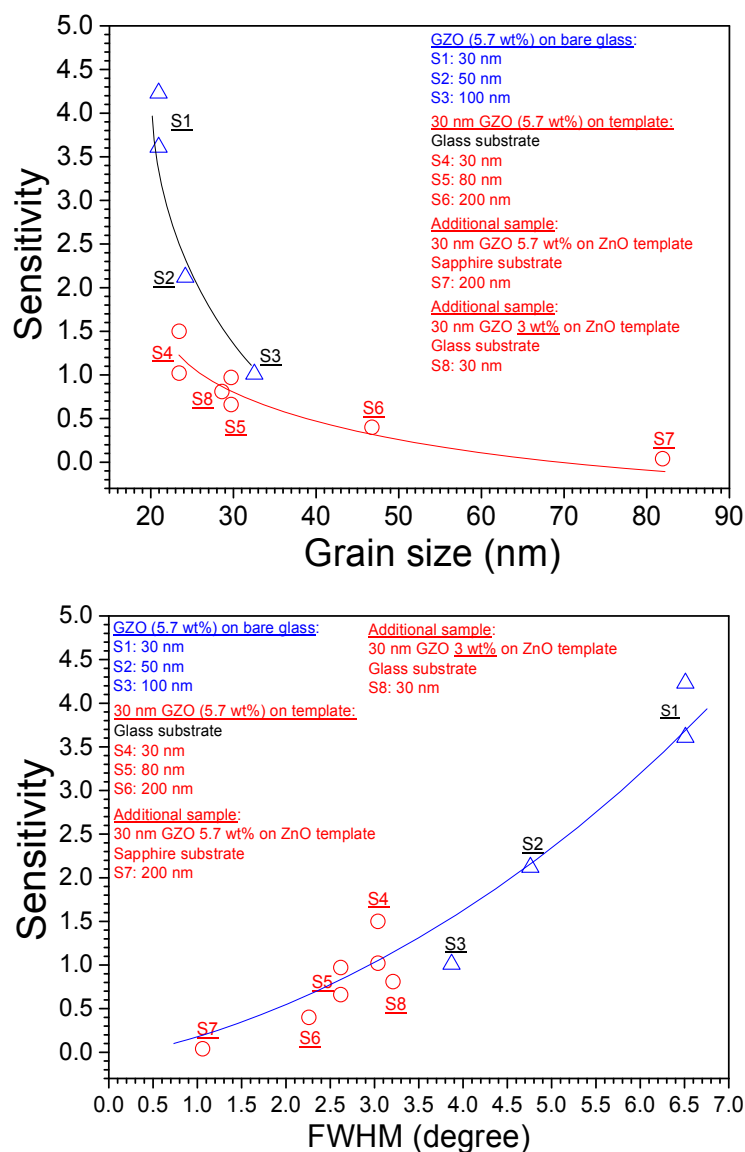 5.0
4.5
4.0
3.5
3.0
2.5
2.0
1.5
1.0
0.5
0.0
Sensitivity
GZO (5.7 wt%) on bare glass:
S1: 30 nm
S2: 50 nm
S3: 100 nm
30 nm GZO (5.7 wt%) on template:
Glass substrate
S4: 30 nm
S5: 80 nm
S6: 200 nm
Additional sample:
30 nm GZO 5.7 wt% on ZnO template
Sapphire substrate
S7: 200 nm
Additional sample:
30 nm GZO 3 wt% on ZnO template
Glass substrate
S8: 30 nm
S1
S2
S3
S4
S8
S5
S6
S7
20 30 40 50 60 70 80 90
Grain size (nm)
5.0
4.5
4.0
3.5
3.0
2.5
2.0
1.5
1.0
0.5
0.0
Sensitivity
GZO (5.7 wt%) on bare glass:
S1: 30 nm
S2: 50 nm
S3: 100 nm
30 nm GZO (5.7 wt%) on template:
Glass substrate
S4: 30 nm
S5: 80 nm
S6: 200 nm
Additional sample:
30 nm GZO 5.7 wt% on ZnO template
Sapphire substrate
S7: 200 nm
Additional sample:
30 nm GZO 3 wt% on ZnO template
Glass substrate
S8: 30 nm
S1
S2
S4
S3
S5
S8
S7
S6
0.0 0.5 1.0 1.5 2.0 2.5 3.0 3.5 4.0 4.5 5.0 5.5 6.0 6.5 7.0
FWHM (degree)